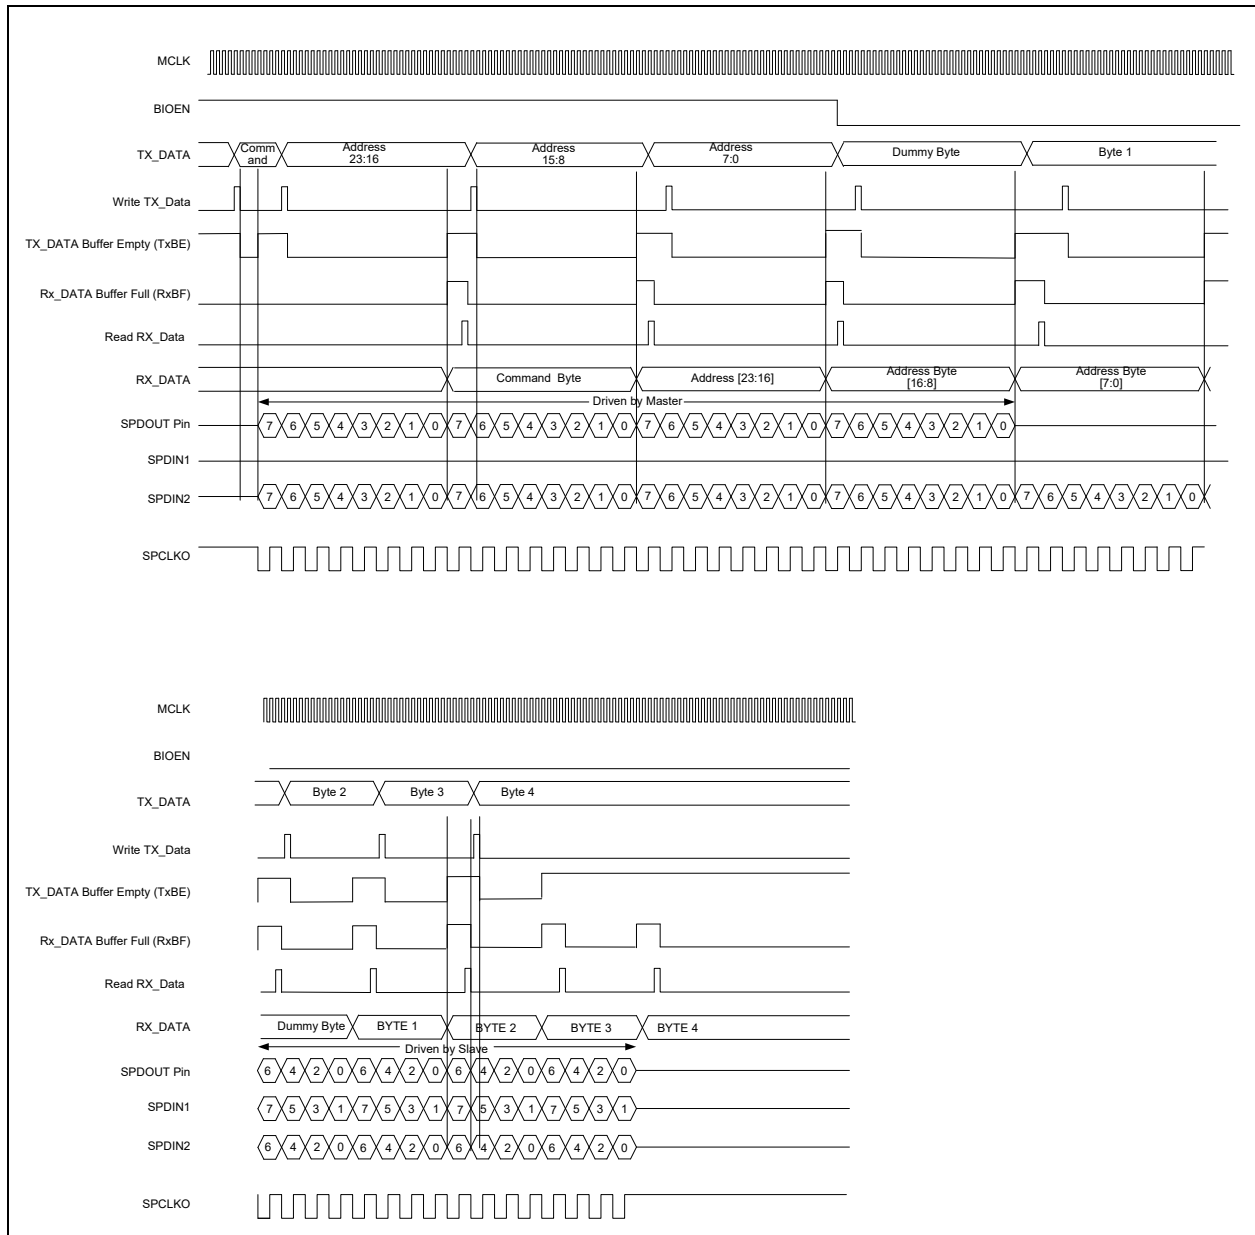 MCLK
BIOEN
TX_DATA
Comm
and
Address
23:16
Address
15:8
Address
7:0
Dummy Byte
Byte 1
Write TX_Data
TX_DATA Buffer Empty (TxBE)
Rx_DATA Buffer Full (RxBF)
Read RX_Data
RX_DATA
Command Byte
Address [23:16]
Address Byte
[16:8]
Address Byte
[7:0]
Driven by Master
SPDOUT Pin
7 6 5 4 3 2 1 0 7 6 5 4 3 2 1 0 7 6 5 4 3 2 1 0 7 6 5 4 3 2 1 0
SPDIN1
SPDIN2
7 6 5 4 3 2 1 0 7 6 5 4 3 2 1 0 7 6 5 4 3 2 1 0 7 6 5 4 3 2 1 0 7 6 5 4 3 2 1 0
SPCLKO
MCLK
BIOEN
TX_DATA
Byte 2
Byte 3
Byte 4
Write TX_Data
TX_DATA Buffer Empty (TxBE)
Rx_DATA Buffer Full (RxBF)
Read RX_Data
RX_DATA
Dummy Byte
BYTE 1
BYTE 2
BYTE 3
BYTE 4
Driven by Slave
SPDOUT Pin
6 4 2 0 6 4 2 0 6 4 2 0 6 4 2 0
SPDIN1
7 5 3 1 7 5 3 1 7 5 3 1 7 5 3 1
SPDIN2
6 4 2 0 6 4 2 0 6 4 2 0 6 4 2 0
SPCLKO